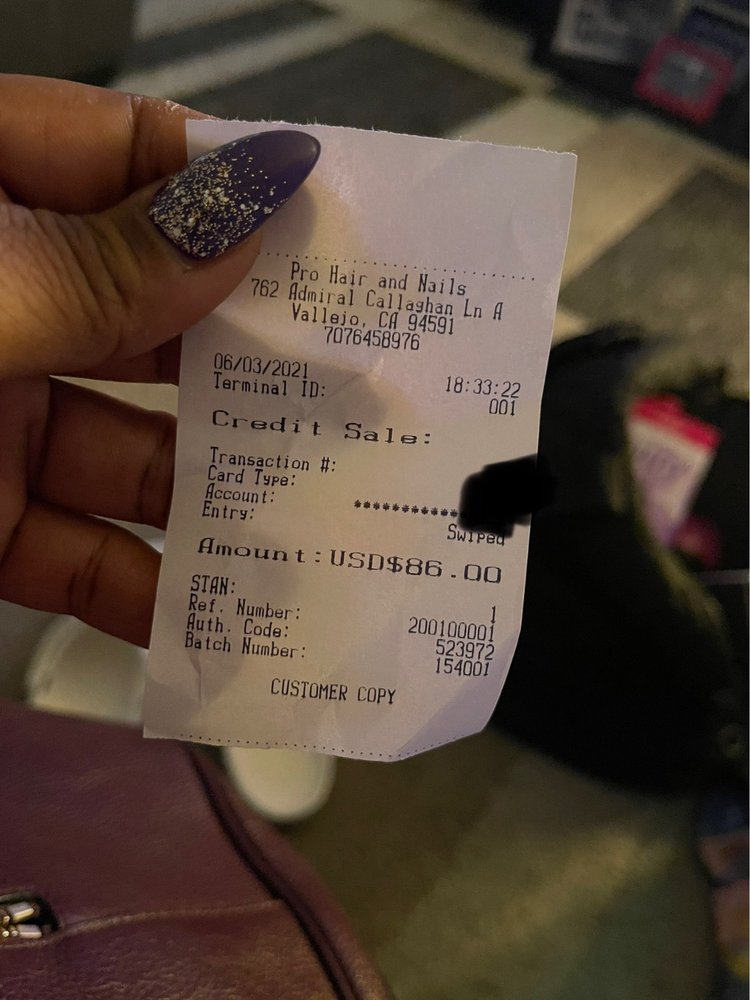 Pro Hair and Nails
762 Admiral Callaghan Ln A
Vallejo, CA 94591
7076458976
06/03/2021 18:33:22
Terminal ID: 001
Credit Sale:
Transaction #:
Card Type:
Account: ***********
Entry: Swiped
Amount: USD$86.00
STAN: 1
Ref. Number: 200100001
Auth. Code: 523972
Batch Number: 154001
CUSTOMER COPY